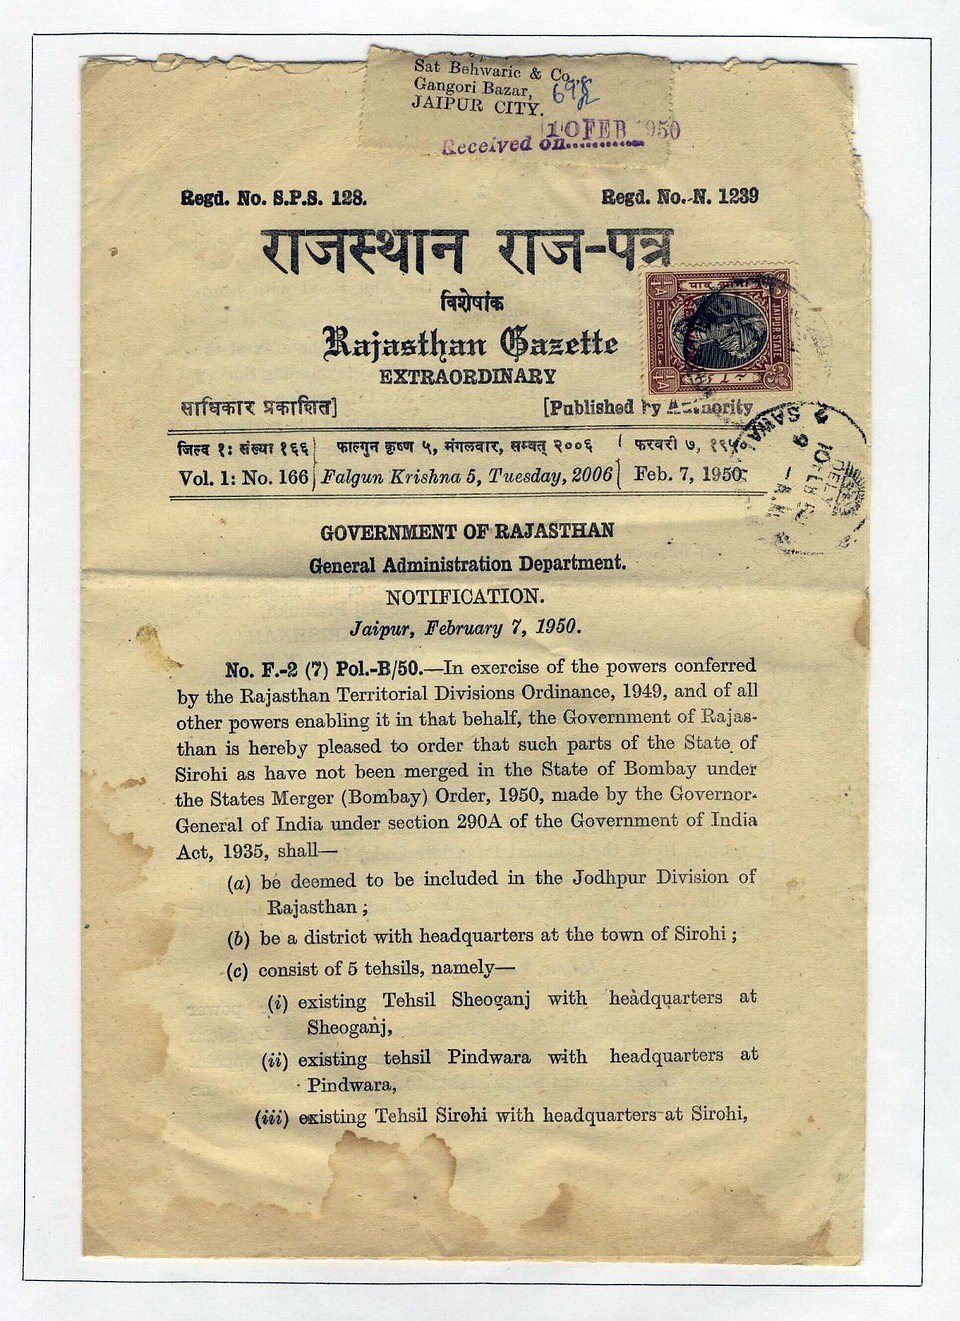 Sat Behwaric & Co.,
Gangori Bazar,
JAIPUR CITY.
Received on............
10 FEB 1950
Regd. No. S.P.S. 128. Regd. No. N. 1239
राजस्थान राज-पत्र
विशेषांक
Rajasthan Gazette
EXTRAORDINARY
साधिकार प्रकाशित] [Published by Authority
जिल्द १: संख्या १६६ फाल्गुन कृष्ण ५, मंगलवार, सम्वत् २००६ फरवरी ७, १९५०
Vol. 1: No. 166 Falgun Krishna 5, Tuesday, 2006 Feb. 7, 1950
पाव आना
JAIPUR STATE
POSTAGE
SAWA
10 FEB 50
GOVERNMENT OF RAJASTHAN
General Administration Department.
NOTIFICATION.
Jaipur, February 7, 1950.
No. F.-2 (7) Pol.-B/50.—In exercise of the powers conferred
by the Rajasthan Territorial Divisions Ordinance, 1949, and of all
other powers enabling it in that behalf, the Government of Rajas-
than is hereby pleased to order that such parts of the State of
Sirohi as have not been merged in the State of Bombay under
the States Merger (Bombay) Order, 1950, made by the Governor-
General of India under section 290A of the Government of India
Act, 1935, shall—
(a) be deemed to be included in the Jodhpur Division of
Rajasthan ;
(b) be a district with headquarters at the town of Sirohi ;
(c) consist of 5 tehsils, namely—
(i) existing Tehsil Sheoganj with headquarters at
Sheoganj,
(ii) existing tehsil Pindwara with headquarters at
Pindwara,
(iii) existing Tehsil Sirohi with headquarters at Sirohi,